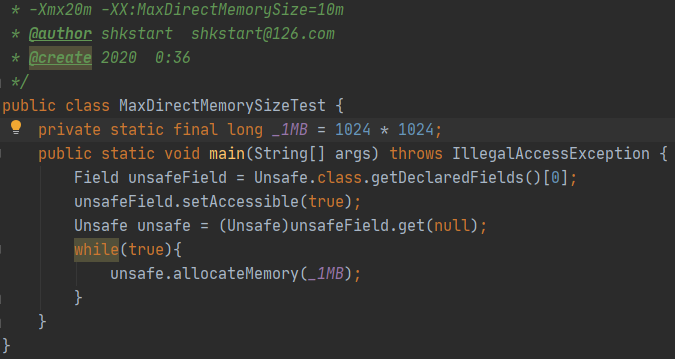 * -Xmx20m -XX:MaxDirectMemorySize=10m
* @author shkstart  shkstart@126.com
* @create 2020  0:36
*/
public class MaxDirectMemorySizeTest {
    private static final long _1MB = 1024 * 1024;
    public static void main(String[] args) throws IllegalAccessException {
        Field unsafeField = Unsafe.class.getDeclaredFields()[0];
        unsafeField.setAccessible(true);
        Unsafe unsafe = (Unsafe)unsafeField.get(null);
        while(true){
            unsafe.allocateMemory(_1MB);
        }
    }
}